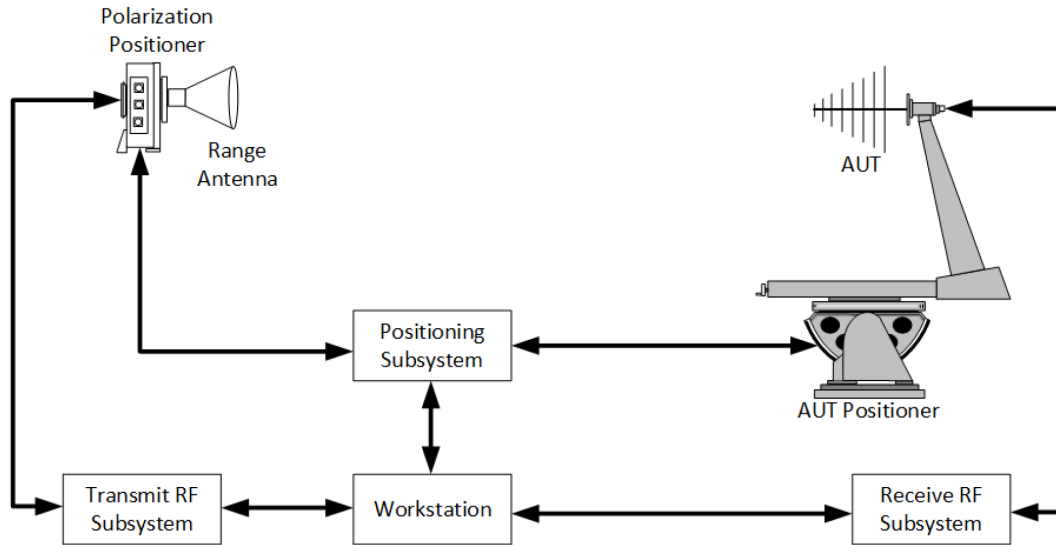 Polarization
Positioner
Range
Antenna
AUT
Positioning
Subsystem
AUT Positioner
Transmit RF
Subsystem
Workstation
Receive RF
Subsystem